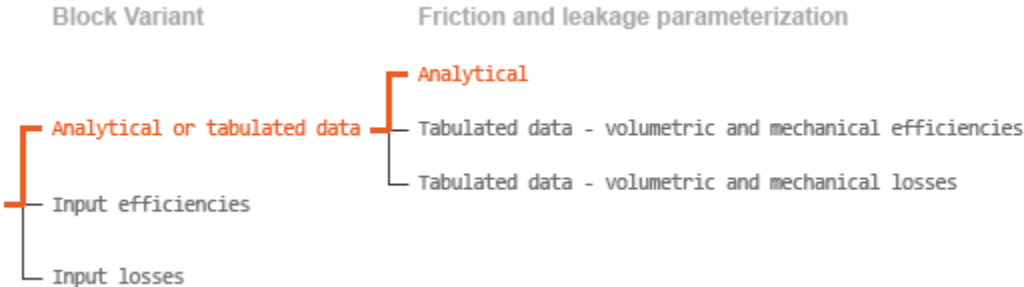 Block Variant
Friction and leakage parameterization
Analytical
Analytical or tabulated data
Tabulated data - volumetric and mechanical efficiencies
Tabulated data - volumetric and mechanical losses
Input efficiencies
Input losses